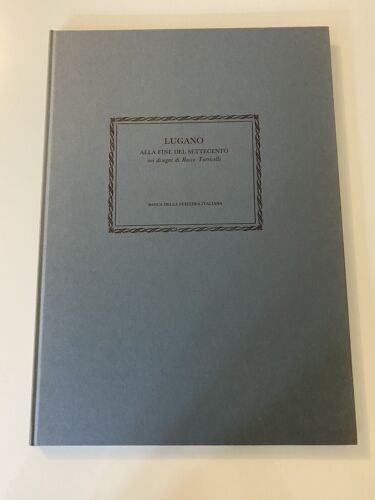 LUGANO
ALLA FINE DEL SETTECENTO
nei disegni di Rocco Torricelli
BANCA DELLA SVIZZERA ITALIANA